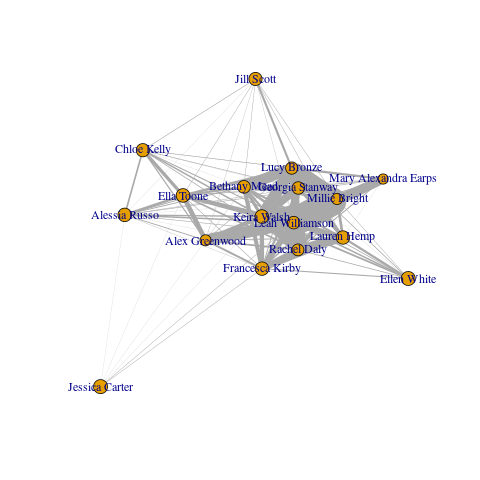 Jill Scott
Chloe Kelly
Lucy Bronze
Mary Alexandra Earps
Bethany Mead
Georgia Stanway
Ella Toone
Millie Bright
Alessia Russo
Keira Walsh
Leah Williamson
Alex Greenwood
Lauren Hemp
Rachel Daly
Francesca Kirby
Ellen White
Jessica Carter